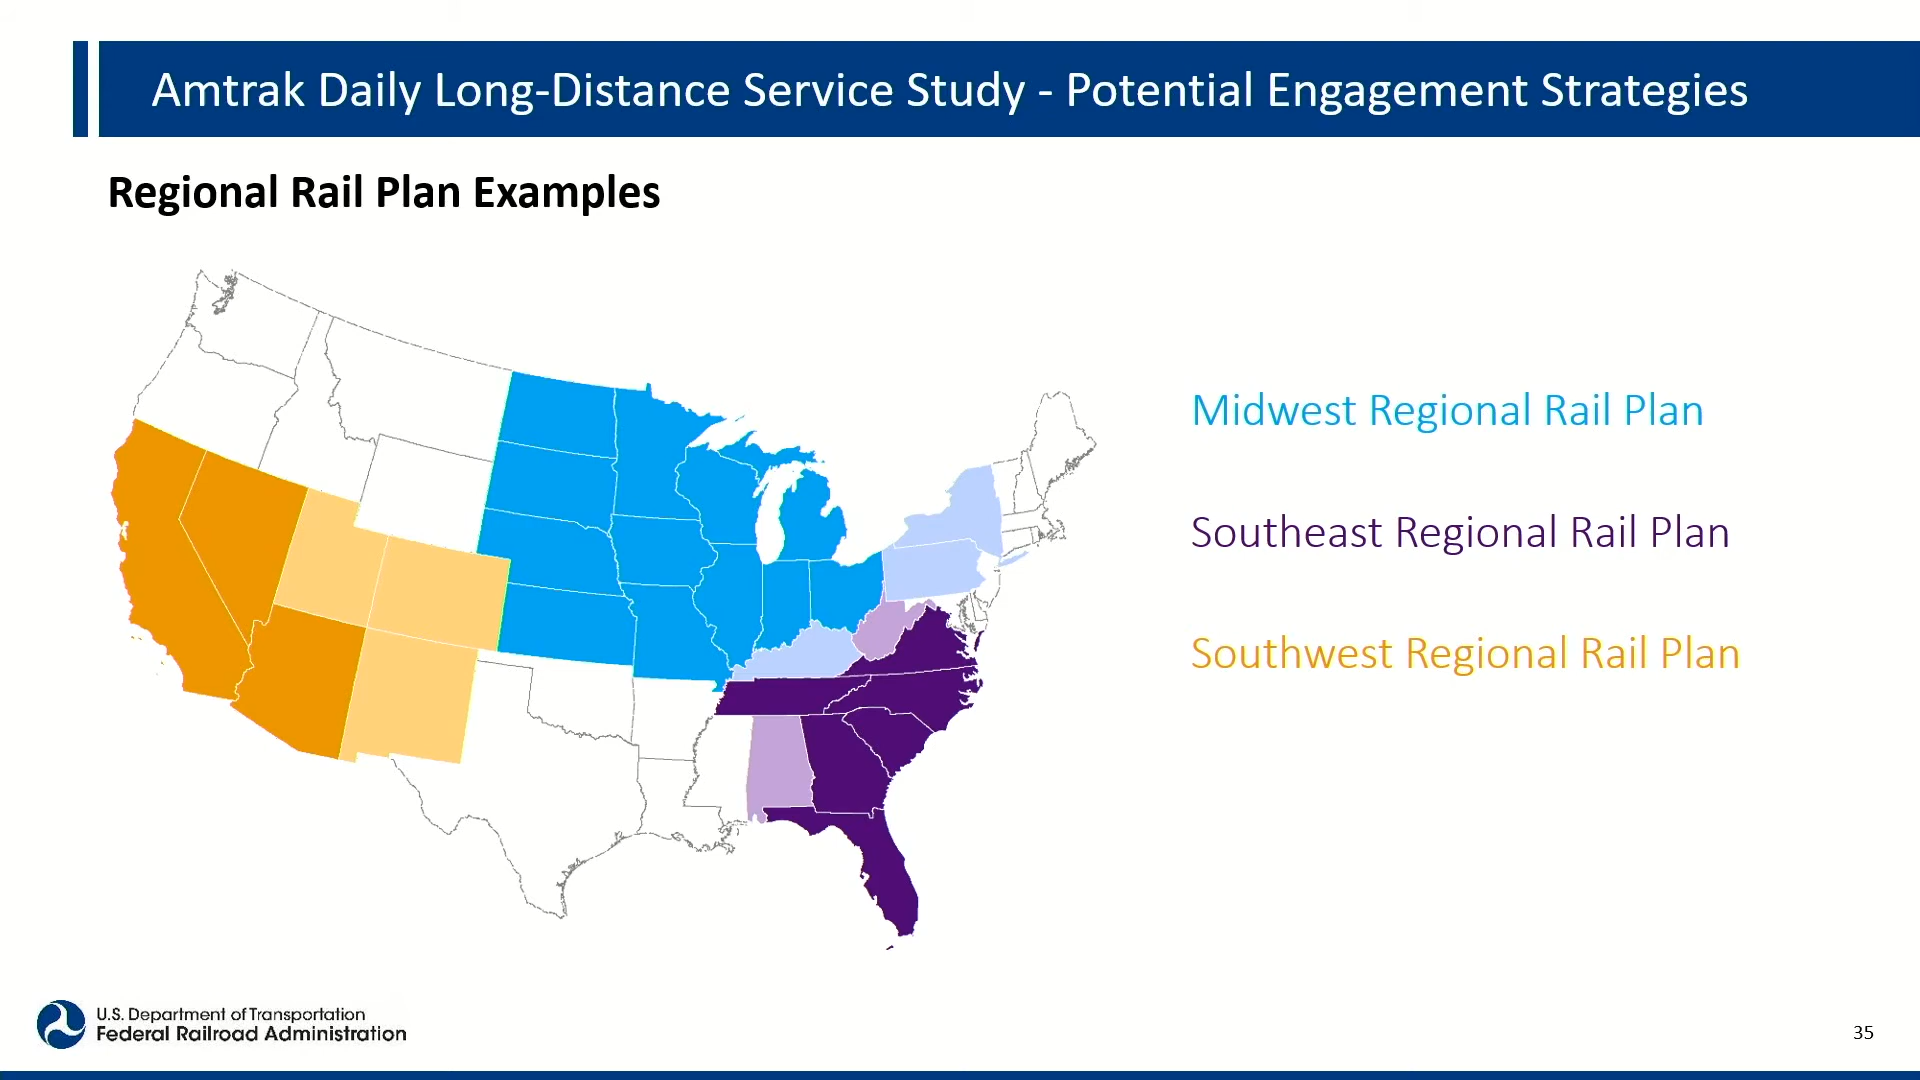 Amtrak Daily Long-Distance Service Study - Potential Engagement Strategies
Regional Rail Plan Examples
Midwest Regional Rail Plan
Southeast Regional Rail Plan
Southwest Regional Rail Plan
U.S. Department of Transportation
Federal Railroad Administration
35